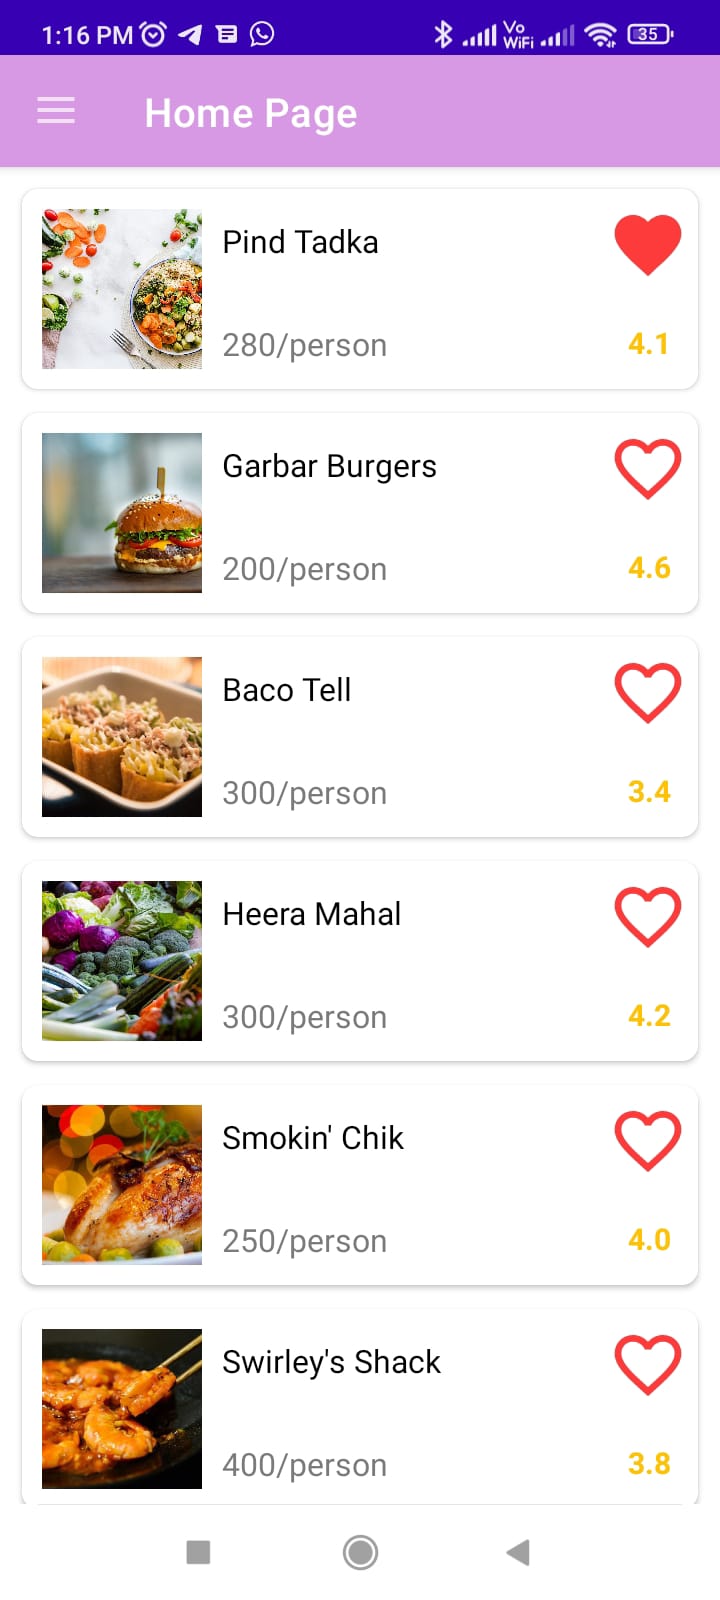 1:16 PM Vo WiFi 35
Home Page
Pind Tadka
280/person 4.1
Garbar Burgers
200/person 4.6
Baco Tell
300/person 3.4
Heera Mahal
300/person 4.2
Smokin' Chik
250/person 4.0
Swirley's Shack
400/person 3.8